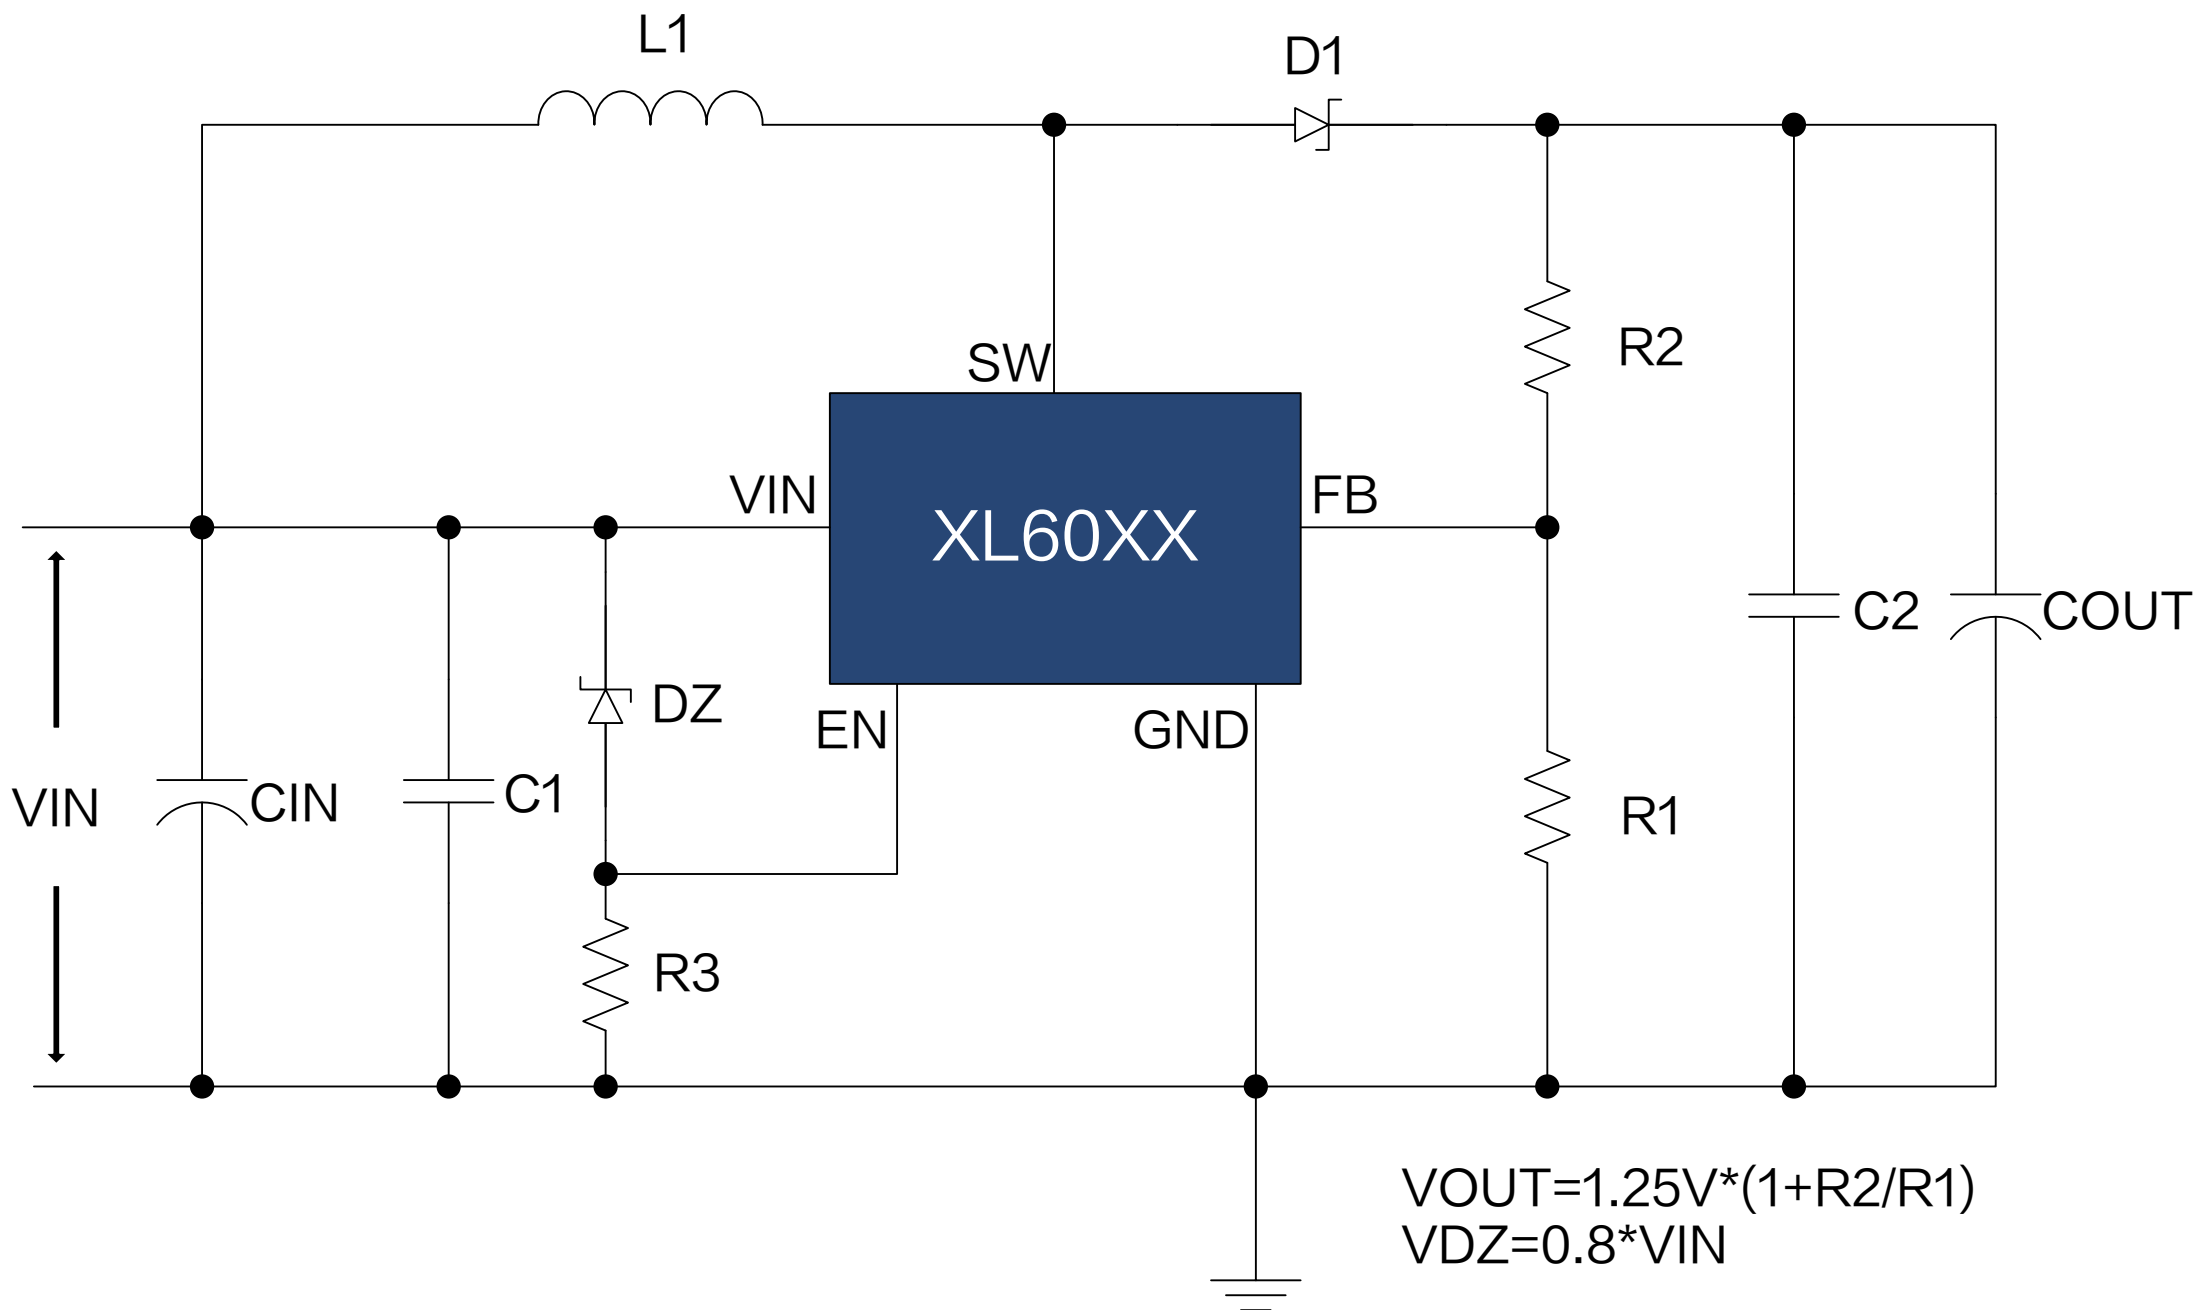 L1
D1
SW
R2
VIN
FB
XL60XX
C2
COUT
DZ
EN
GND
VIN
CIN
C1
R1
R3
VOUT=1.25V*(1+R2/R1)
VDZ=0.8*VIN